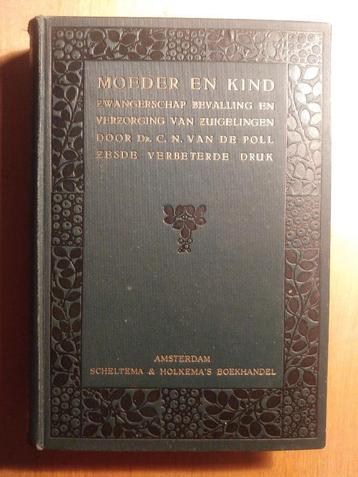 MOEDER EN KIND
ZWANGERSCHAP BEVALLING EN
VERZORGING VAN ZUIGELINGEN
DOOR DR. C. N. VAN DE POLL
ZESDE VERBETERDE DRUK
AMSTERDAM
SCHELTEMA & HOLKEMA'S BOEKHANDEL